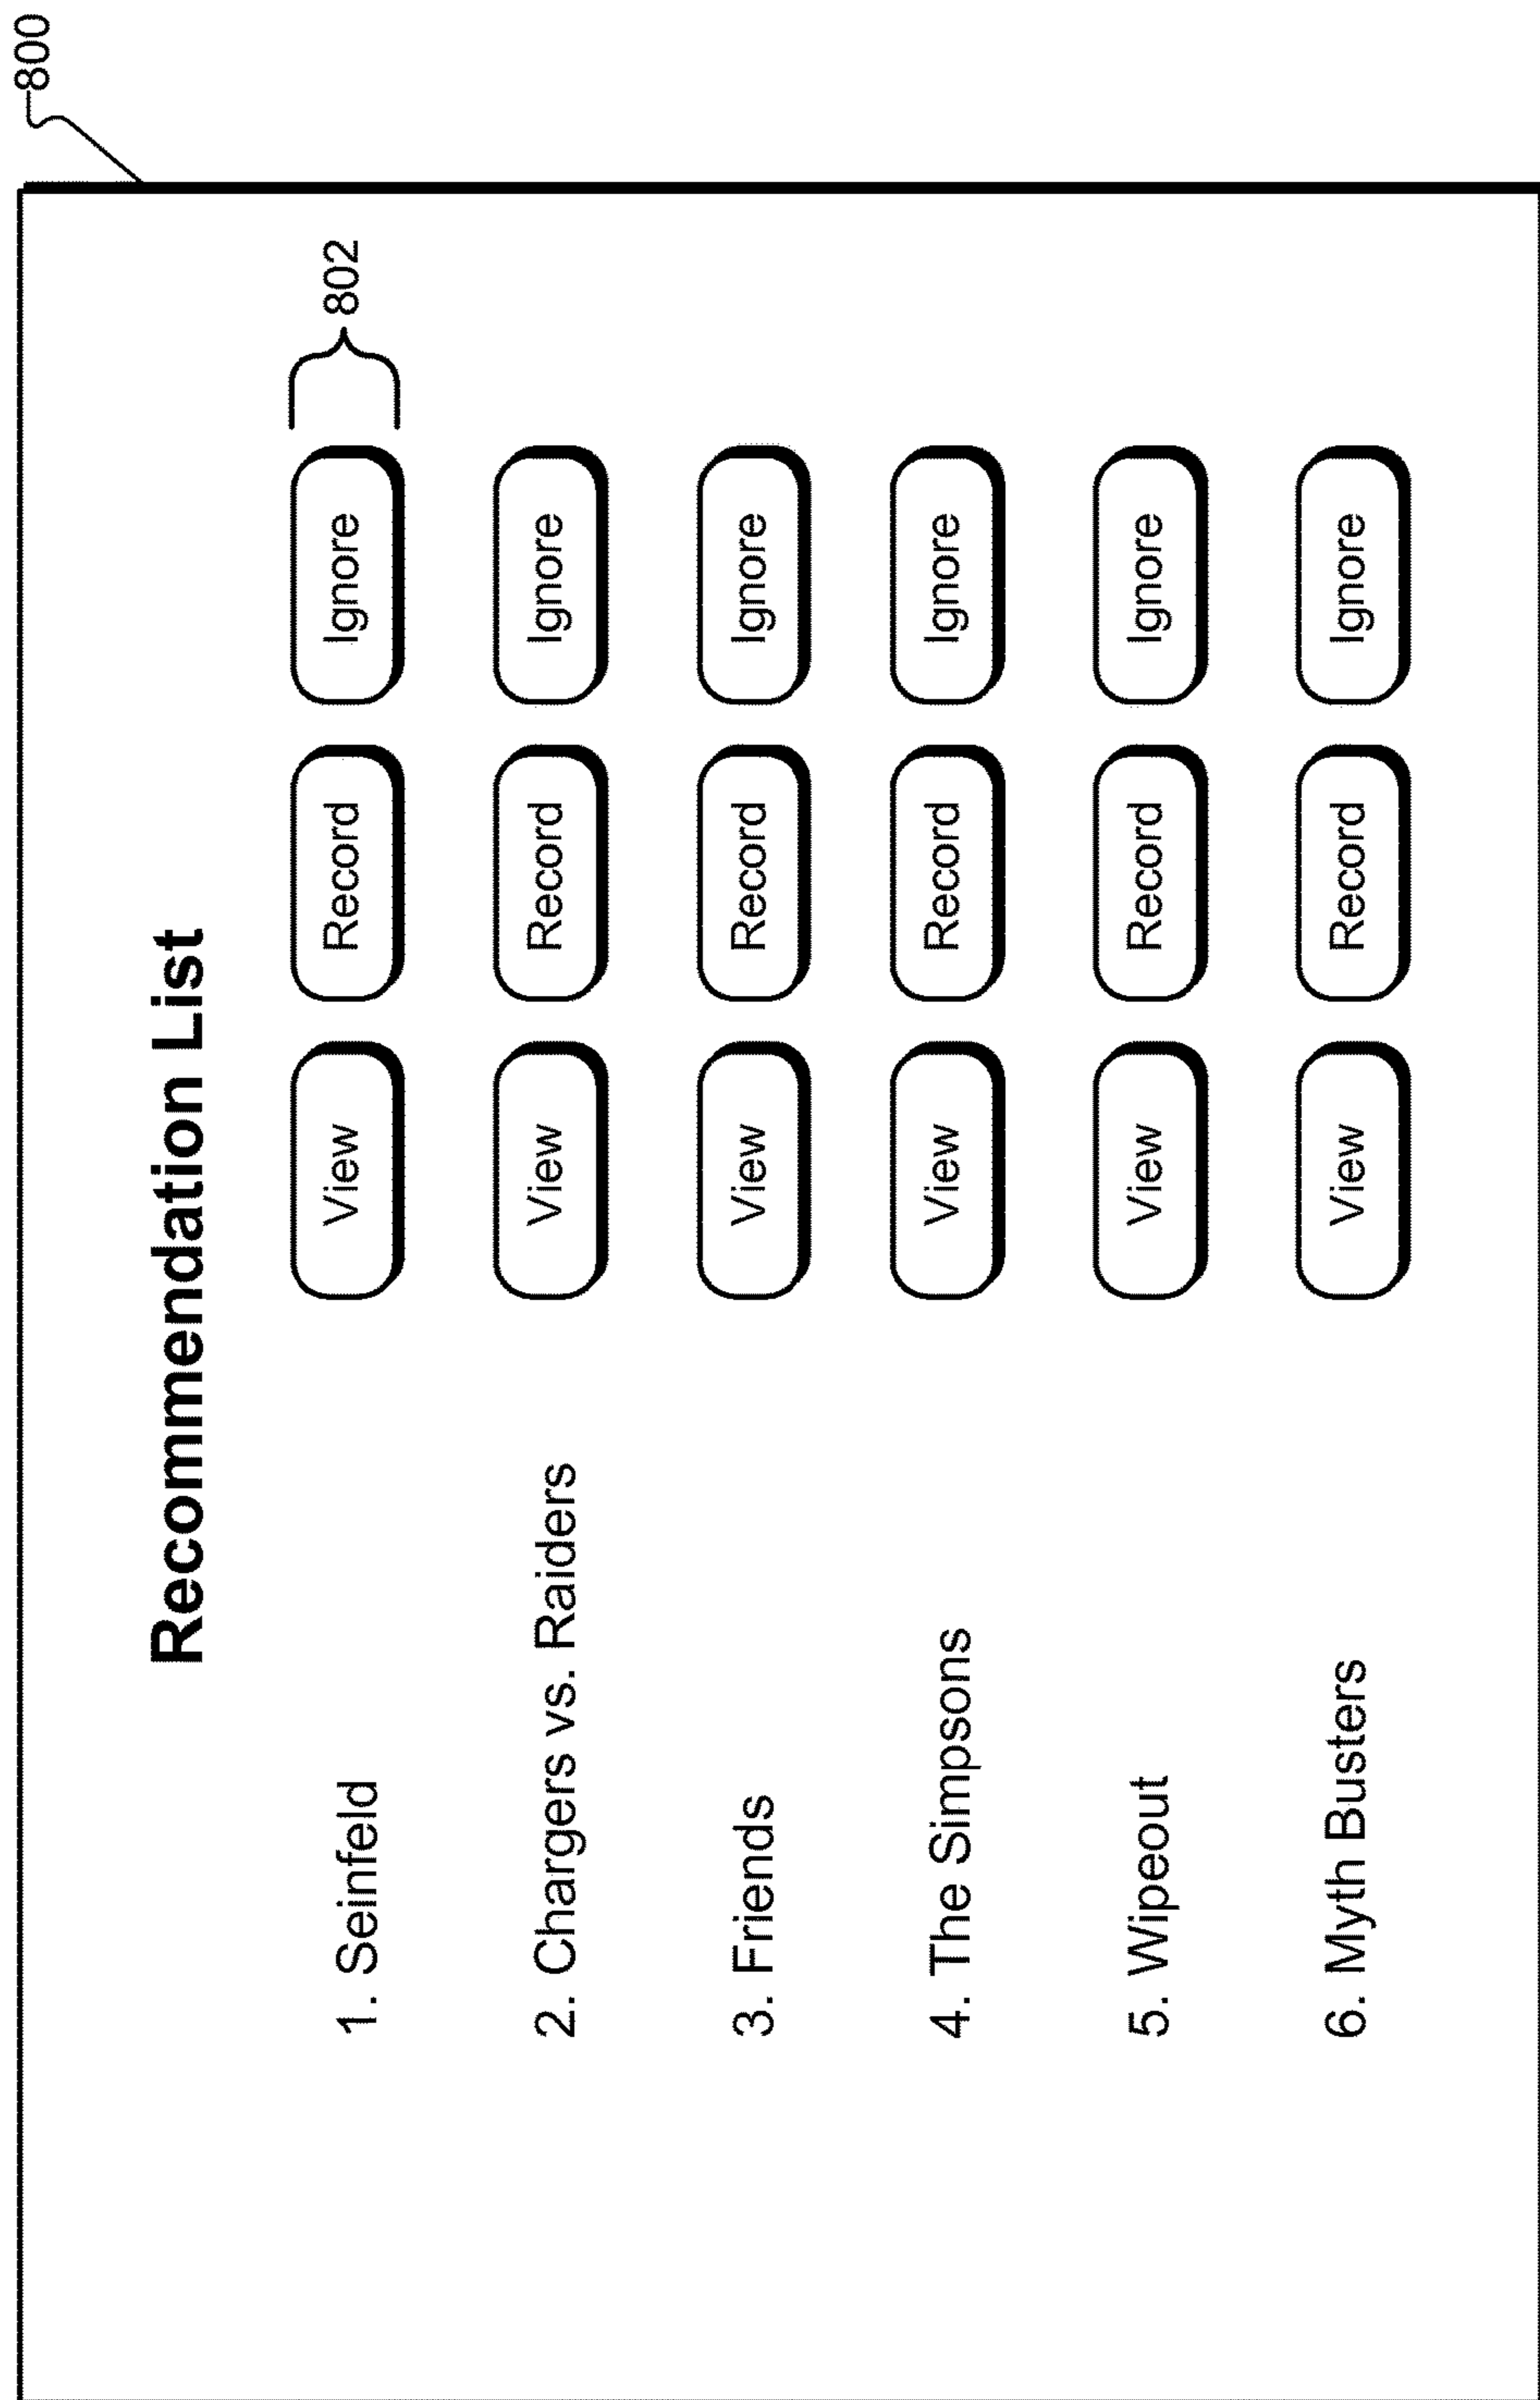 800
Recommendation List
1. Seinfeld View Record Ignore 802
2. Chargers vs. Raiders View Record Ignore
3. Friends View Record Ignore
4. The Simpsons View Record Ignore
5. Wipeout View Record Ignore
6. Myth Busters View Record Ignore